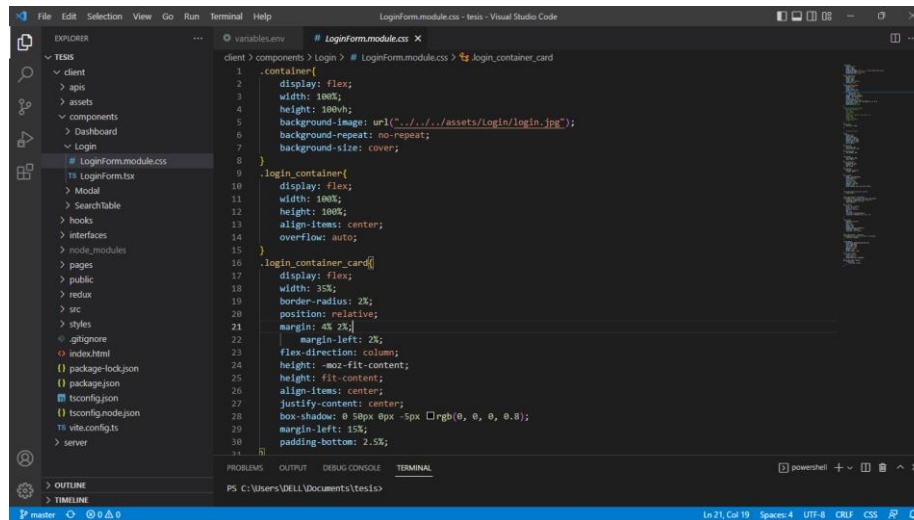 File Edit Selection View Go Run Terminal Help
LoginForm.module.css - tesis - Visual Studio Code
EXPLORER
TESIS
client
apis
assets
components
Dashboard
Login
# LoginForm.module.css
TS LoginForm.tsx
Modal
SearchTable
hooks
interfaces
node_modules
pages
public
redux
src
styles
.gitignore
index.html
{} package-lock.json
{} package.json
tsconfig.json
{} tsconfig.node.json
TS vite.config.ts
server
OUTLINE
TIMELINE
variables.env
# LoginForm.module.css
client > components > Login > # LoginForm.module.css > .login_container_card
1 .container{
2 display: flex;
3 width: 100%;
4 height: 100vh;
5 background-image: url("../../../assets/Login/login.jpg");
6 background-repeat: no-repeat;
7 background-size: cover;
8 }
9 .login_container{
10 display: flex;
11 width: 100%;
12 height: 100%;
13 align-items: center;
14 overflow: auto;
15 }
16 .login_container_card{
17 display: flex;
18 width: 35%;
19 border-radius: 2%;
20 position: relative;
21 margin: 4% 2%;
22 margin-left: 2%;
23 flex-direction: column;
24 height: -moz-fit-content;
25 height: fit-content;
26 align-items: center;
27 justify-content: center;
28 box-shadow: 0 50px 0px -5px rgb(0, 0, 0, 0.8);
29 margin-left: 15%;
30 padding-bottom: 2.5%;
31 }
PROBLEMS OUTPUT DEBUG CONSOLE TERMINAL
powershell
PS C:\Users\DELL\Documents\tesis>
master 0 0 Ln 21, Col 19 Spaces: 4 UTF-8 CRLF CSS